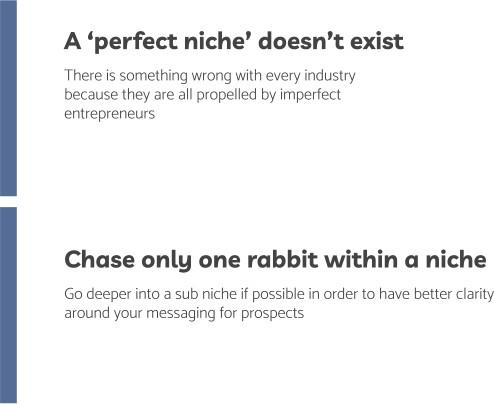 A ‘perfect niche’ doesn’t exist
There is something wrong with every industry
because they are all propelled by imperfect
entrepreneurs
Chase only one rabbit within a niche
Go deeper into a sub niche if possible in order to have better clarity
around your messaging for prospects